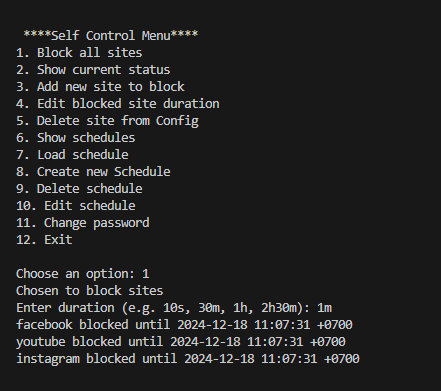 ****Self Control Menu****
1. Block all sites
2. Show current status
3. Add new site to block
4. Edit blocked site duration
5. Delete site from Config
6. Show schedules
7. Load schedule
8. Create new Schedule
9. Delete schedule
10. Edit schedule
11. Change password
12. Exit
Choose an option: 1
Chosen to block sites
Enter duration (e.g. 10s, 30m, 1h, 2h30m): 1m
facebook blocked until 2024-12-18 11:07:31 +0700
youtube blocked until 2024-12-18 11:07:31 +0700
instagram blocked until 2024-12-18 11:07:31 +0700